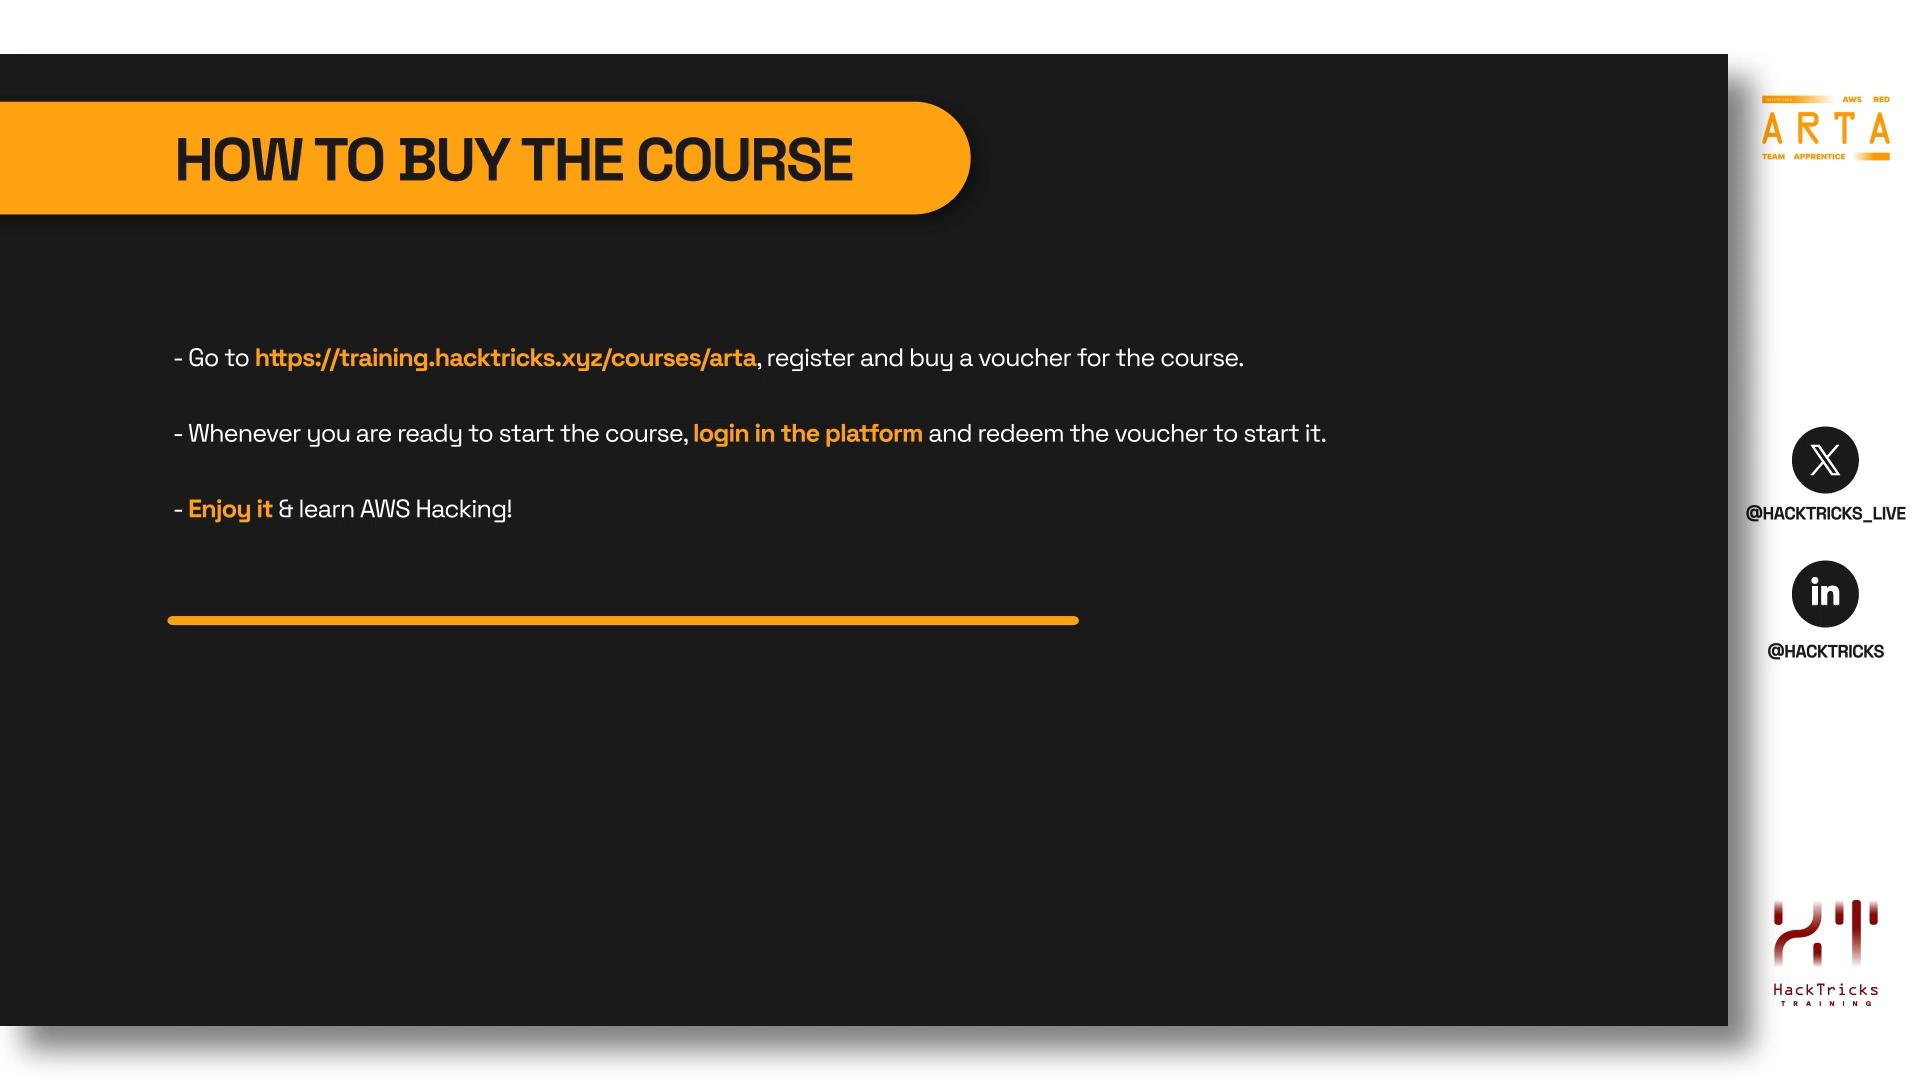 HOW TO BUY THE COURSE
- Go to https://training.hacktricks.xyz/courses/arta, register and buy a voucher for the course.
- Whenever you are ready to start the course, login in the platform and redeem the voucher to start it.
- Enjoy it & learn AWS Hacking!
AWS RED
ARTA
TEAM APPRENTICE
@HACKTRICKS_LIVE
in
@HACKTRICKS
HackTricks
TRAINING